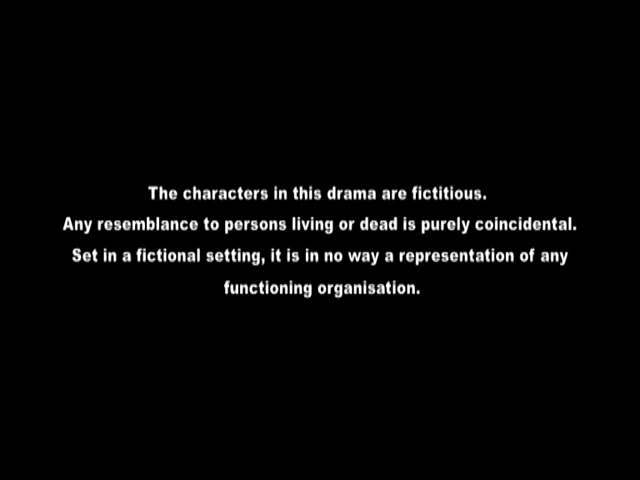 The characters in this drama are fictitious.
Any resemblance to persons living or dead is purely coincidental.
Set in a fictional setting, it is in no way a representation of any
functioning organisation.